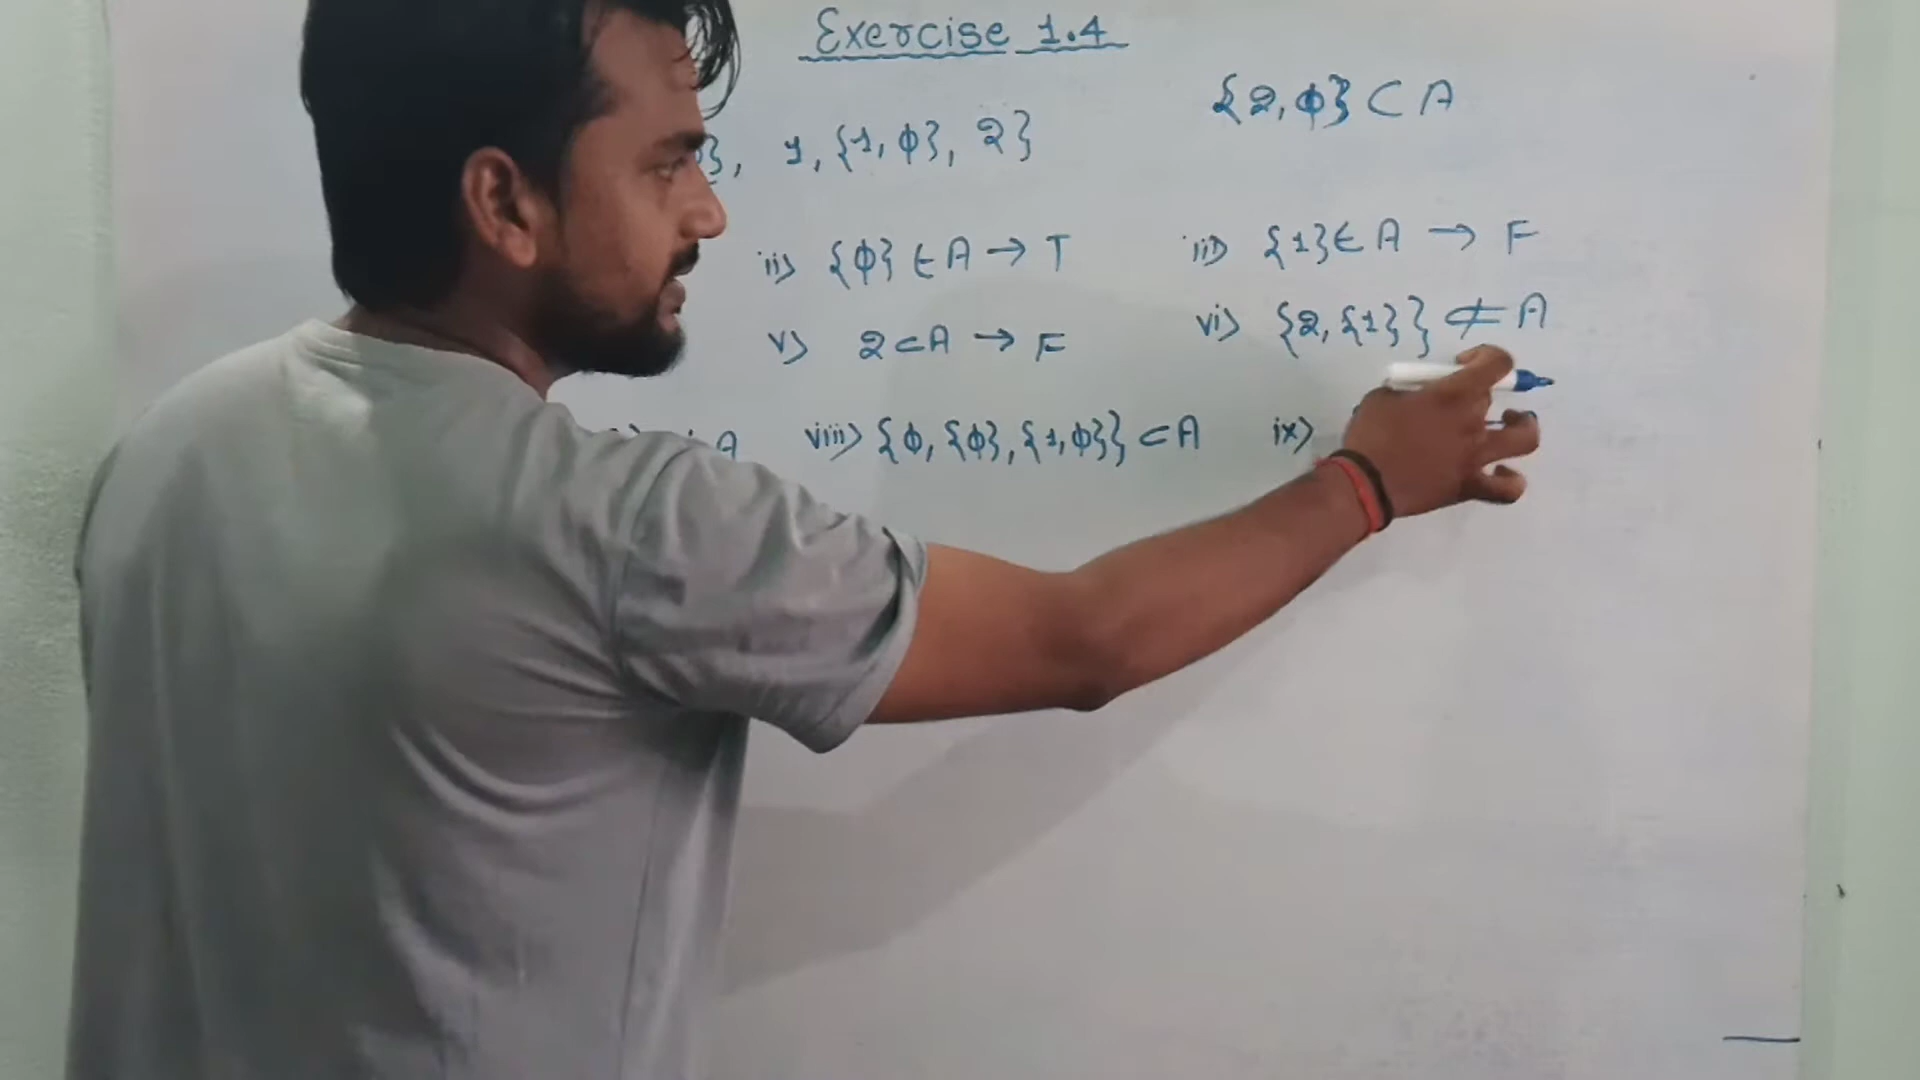 Exercise 1.4
{2, ϕ} ⊂ A
}, 1, {1, ϕ}, 2}
ii) {ϕ} ∈ A → T iii) {1} ∈ A → F
v) 2 ⊂ A → F vi) {2, {1}} ⊄ A
A viii) {ϕ, {ϕ}, {1, ϕ}} ⊂ A ix)